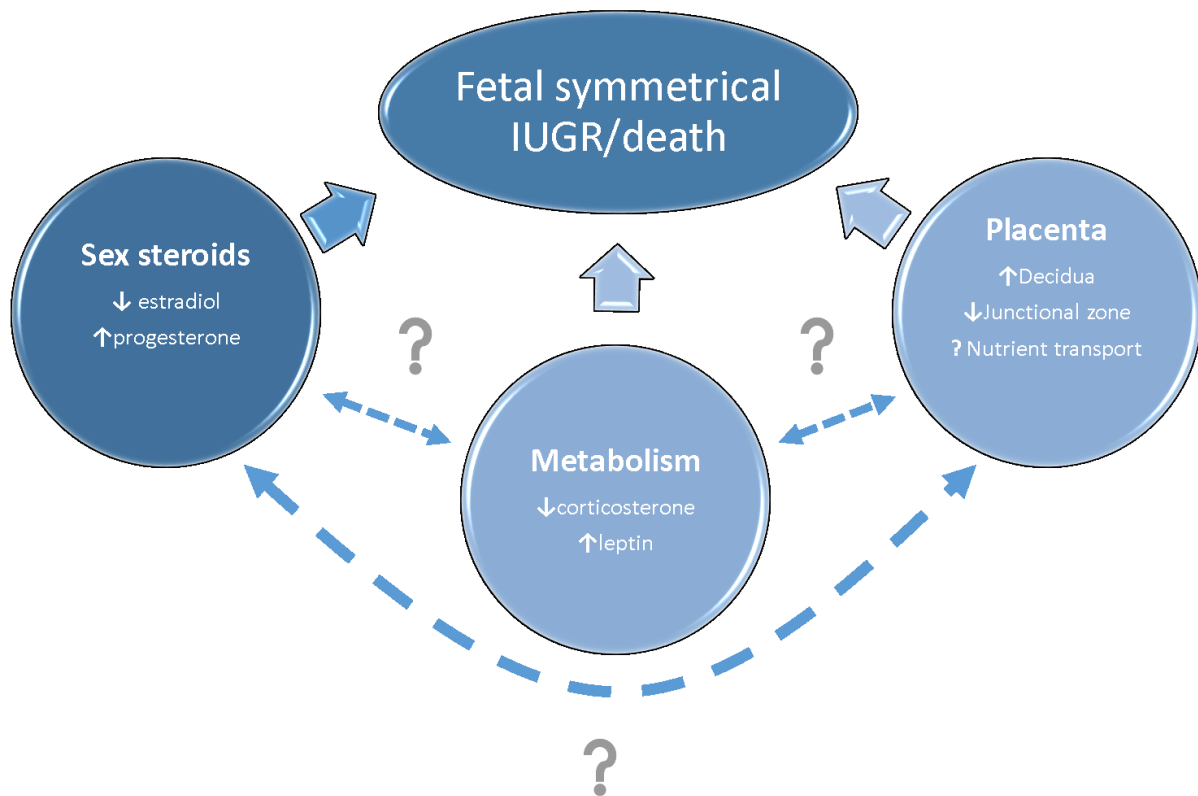 Fetal symmetrical
IUGR/death
Sex steroids
↓ estradiol
↑progesterone
?
Metabolism
↓corticosterone
↑leptin
?
Placenta
↑Decidua
↓Junctional zone
? Nutrient transport
?